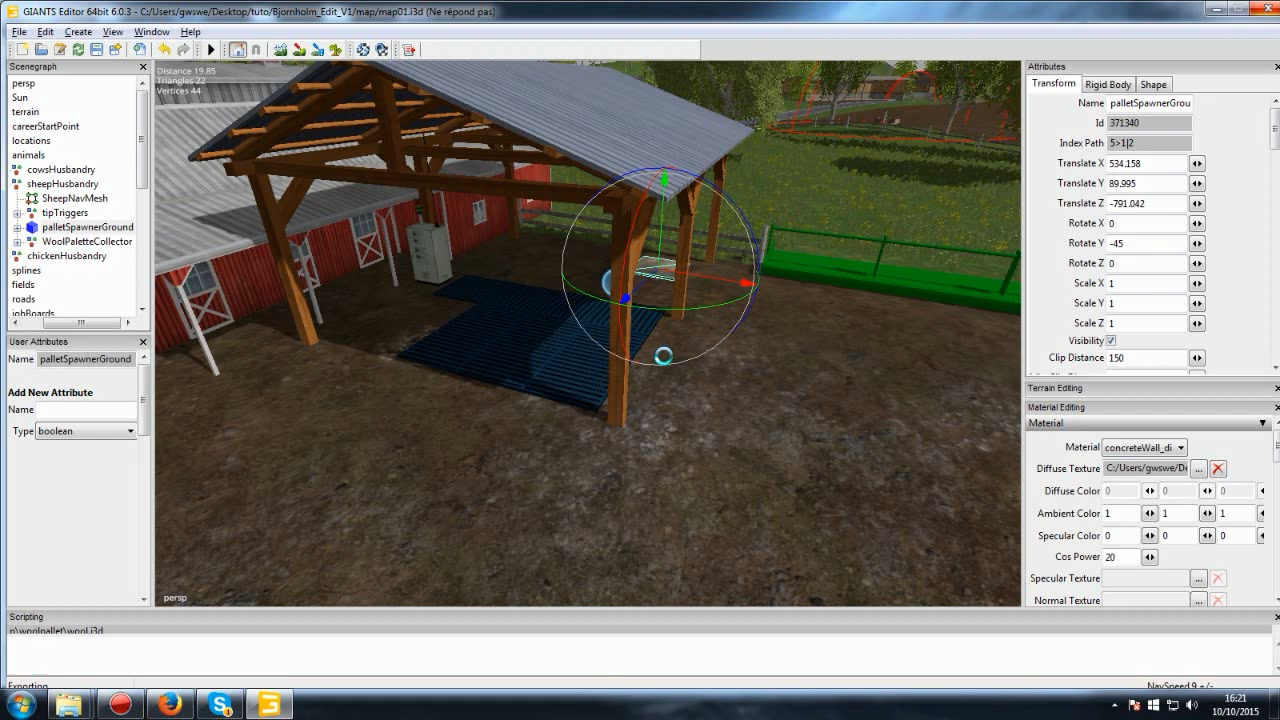 GIANTS Editor 64bit 6.0.3 - C:/Users/gwswe/Desktop/tuto/Bjornholm_Edit_V1/map/map01.i3d (Ne répond pas)
File Edit Create View Window Help
Scenegraph
persp
Sun
terrain
careerStartPoint
locations
animals
cowsHusbandry
sheepHusbandry
SheepNavMesh
tipTriggers
palletSpawnerGround
WoolPaletteCollector
chickenHusbandry
splines
fields
roads
User Attributes
Name palletSpawnerGround
Add New Attribute
Name
Type boolean
Distance 19.85
Triangles 22
Vertices 44
persp
Attributes
Transform Rigid Body Shape
Name palletSpawnerGrou
Id 371340
Index Path 5>1|2
Translate X 534.158
Translate Y 89.995
Translate Z -791.042
Rotate X 0
Rotate Y -45
Rotate Z 0
Scale X 1
Scale Y 1
Scale Z 1
Visibility
Clip Distance 150
Terrain Editing
Material Editing
Material
Material concreteWall_di
Diffuse Texture C:/Users/gwswe/De ...
Diffuse Color 0 0 0
Ambient Color 1 1 1
Specular Color 0 0 0
Cos Power 20
Specular Texture ...
Normal Texture ...
Scripting
n\woolpallet\wool.i3d
Exporting
NavSpeed 9 +/-
16:21
10/10/2015